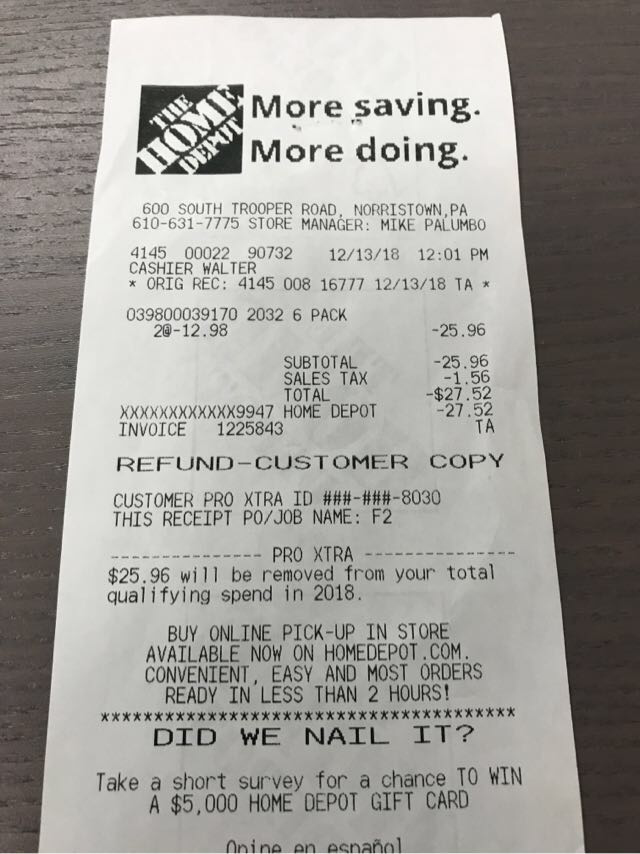 THE HOME DEPOT
More saving.
More doing.
600 SOUTH TROOPER ROAD, NORRISTOWN,PA
610-631-7775 STORE MANAGER: MIKE PALUMBO
4145 00022 90732 12/13/18 12:01 PM
CASHIER WALTER
* ORIG REC: 4145 008 16777 12/13/18 TA *
039800039170 2032 6 PACK
2@-12.98 -25.96
SUBTOTAL -25.96
SALES TAX -1.56
TOTAL -$27.52
XXXXXXXXXXXX9947 HOME DEPOT -27.52
INVOICE 1225843 TA
REFUND-CUSTOMER COPY
CUSTOMER PRO XTRA ID ###-###-8030
THIS RECEIPT PO/JOB NAME: F2
--------------- PRO XTRA ---------------
$25.96 will be removed from your total
qualifying spend in 2018.
BUY ONLINE PICK-UP IN STORE
AVAILABLE NOW ON HOMEDEPOT.COM.
CONVENIENT, EASY AND MOST ORDERS
READY IN LESS THAN 2 HOURS!
***************************************
DID WE NAIL IT?
Take a short survey for a chance TO WIN
A $5,000 HOME DEPOT GIFT CARD
Opine en español